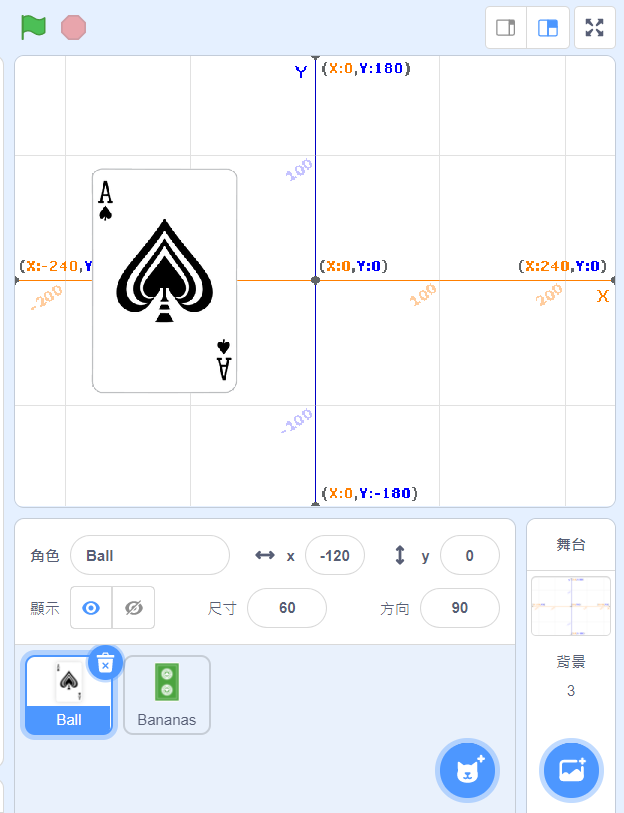 Y (X:0,Y:180)
100
A
(X:-240,Y
(X:0,Y:0)
(X:240,Y:0)
-200
100
200
X
A
-100
(X:0,Y:-180)
角色 Ball x -120 y 0
顯示 尺寸 60 方向 90
舞台
背景
3
Ball
Bananas